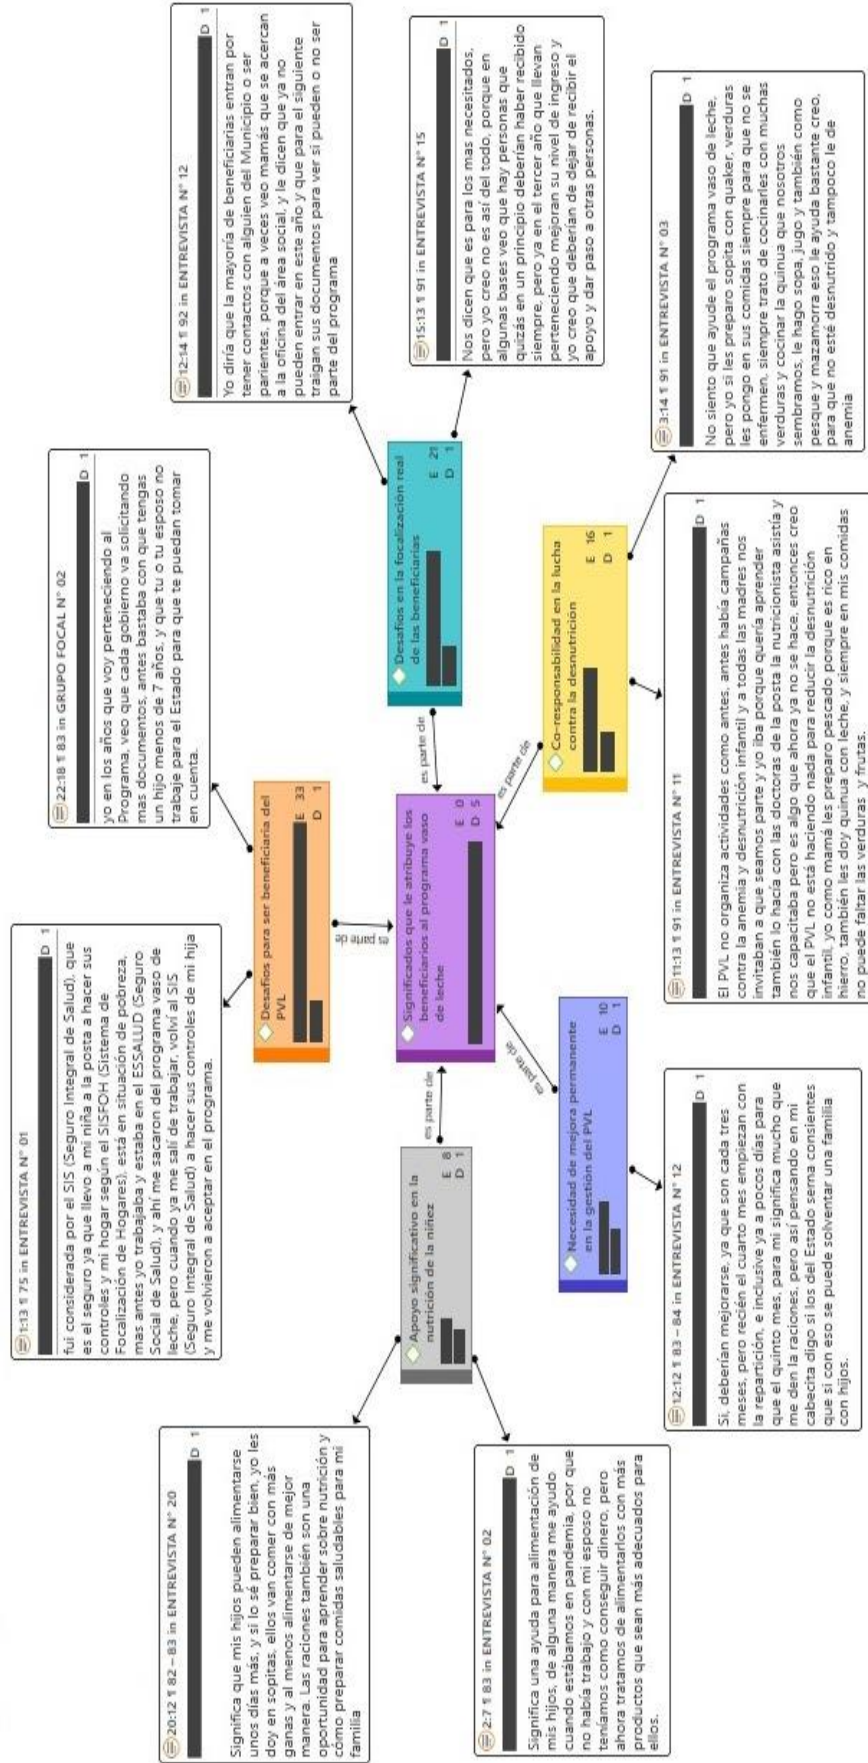 20:12 ¶ 82 – 83 in ENTREVISTA N° 20
D 1
Significa que mis hijos pueden alimentarse
unos días más, y si lo sé preparar bien, yo les
doy en sopitas, ellos van comer con más
ganas y al menos alimentarse de mejor
manera. Las raciones también son una
oportunidad para aprender sobre nutrición y
cómo preparar comidas saludables para mi
familia
1:13 ¶ 75 in ENTREVISTA N° 01
D 1
fui considerada por el SIS (Seguro Integral de Salud), que
es el seguro ya que llevo a mi niña a la posta a hacer sus
controles y mi hogar según el SISFOH (Sistema de
Focalización de Hogares), está en situación de pobreza,
mas antes yo trabajaba y estaba en el ESSALUD (Seguro
Social de Salud), y ahí me sacaron del programa vaso de
leche, pero cuando ya me salí de trabajar, volví al SIS
(Seguro Integral de Salud) a hacer sus controles de mi hija
y me volvieron a aceptar en el programa.
22:18 ¶ 83 in GRUPO FOCAL N° 02
D 1
yo en los años que voy perteneciendo al
Programa, veo que cada gobierno va solicitando
mas documentos, antes bastaba con que tengas
un hijo menos de 7 años, y que tu o tu esposo no
trabaje para el Estado para que te puedan tomar
en cuenta.
12:14 ¶ 92 in ENTREVISTA N° 12
D 1
Yo diría que la mayoría de beneficiarias entran por
tener contactos con alguien del Municipio o ser
parientes, porque a veces veo mamás que se acercan
a la oficina del área social, y le dicen que ya no
pueden entrar en este año y que para el siguiente
traigan sus documentos para ver si pueden o no ser
parte del programa
Desafíos para ser beneficiaria del
PVL
E 33
D 1
es parte de
Apoyo significativo en la
nutrición de la niñez
E 8
D 1
es parte de
Significados que le atribuye los
beneficiarios al programa vaso
de leche
E 0
D 5
es parte de
Desafíos en la focalización real
de las beneficiarias
E 21
D 1
15:13 ¶ 91 in ENTREVISTA N° 15
D 1
Nos dicen que es para los mas necesitados,
pero yo creo no es así del todo, porque en
algunas bases veo que hay personas que
quizás en un principio deberían haber recibido
siempre, pero ya en el tercer año que llevan
perteneciendo mejoran su nivel de ingreso y
yo creo que deberían de dejar de recibir el
apoyo y dar paso a otras personas.
es parte de
Necesidad de mejora permanente
en la gestión del PVL
E 10
D 1
es parte de
Co-responsabilidad en la lucha
contra la desnutrición
E 16
D 1
2:7 ¶ 83 in ENTREVISTA N° 02
D 1
Significa una ayuda para alimentación de
mis hijos, de alguna manera me ayudo
cuando estábamos en pandemia, por que
no había trabajo y con mi esposo no
teníamos como conseguir dinero, pero
ahora tratamos de alimentarlos con más
productos que sean más adecuados para
ellos.
12:12 ¶ 83 – 84 in ENTREVISTA N° 12
D 1
Si, deberían mejorarse, ya que son cada tres
meses, pero recién el cuarto mes empiezan con
la repartición, e inclusive ya a pocos días para
que el quinto mes, para mi significa mucho que
me den la raciones, pero así pensando en mi
cabecita digo si los del Estado serna consientes
que si con eso se puede solventar una familia
con hijos.
11:13 ¶ 91 in ENTREVISTA N° 11
D 1
El PVL no organiza actividades como antes, antes había campañas
contra la anemia y desnutrición infantil y a todas las madres nos
invitaban a que seamos parte y yo iba porque quería aprender
también lo hacía con las doctoras de la posta la nutricionista asistía y
nos capacitaba pero es algo que ahora ya no se hace, entonces creo
que el PVL no está haciendo nada para reducir la desnutrición
infantil, yo como mamá les preparo pescado porque es rico en
hierro, también les doy quinua con leche, y siempre en mis comidas
no puede faltar las verduras y frutas.
3:14 ¶ 91 in ENTREVISTA N° 03
D 1
No siento que ayude el programa vaso de leche,
pero yo si les preparo sopita con quaker, verduras
les pongo en sus comidas siempre para que no se
enfermen, siempre trato de cocinarles con muchas
verduras y cocinar la quinua que nosotros
sembramos, le hago sopa, jugo y también como
pesque y mazamorra eso le ayuda bastante creo,
para que no esté desnutrido y tampoco le de
anemia